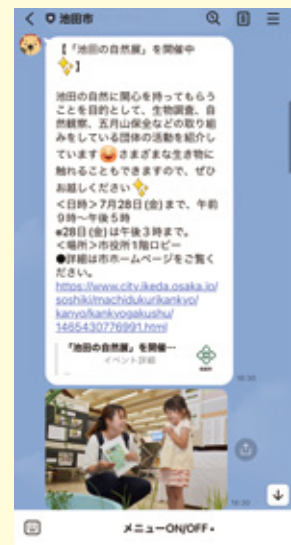 池田市
【「池田の自然展」を開催中
】
池田の自然に関心を持ってもらう
ことを目的として、生物調査、自
然観察、五月山保全などの取り組
みをしている団体の活動を紹介し
ています さまざまな生き物に
触れることもできますので、ぜひ
お越しください
<日時>7月28日(金)まで、午前
9時~午後5時
※28日(金)は午後3時まで。
<場所>市役所1階ロビー
●詳細は市ホームページをご覧く
ださい。
https://www.city.ikeda.osaka.jp/
soshiki/machidukurikankyo/
kankyo/kankyogakushu/
1465430776991.html
「池田の自然展」を開催…
イベント詳細
16:30
16:30
メニューON/OFF